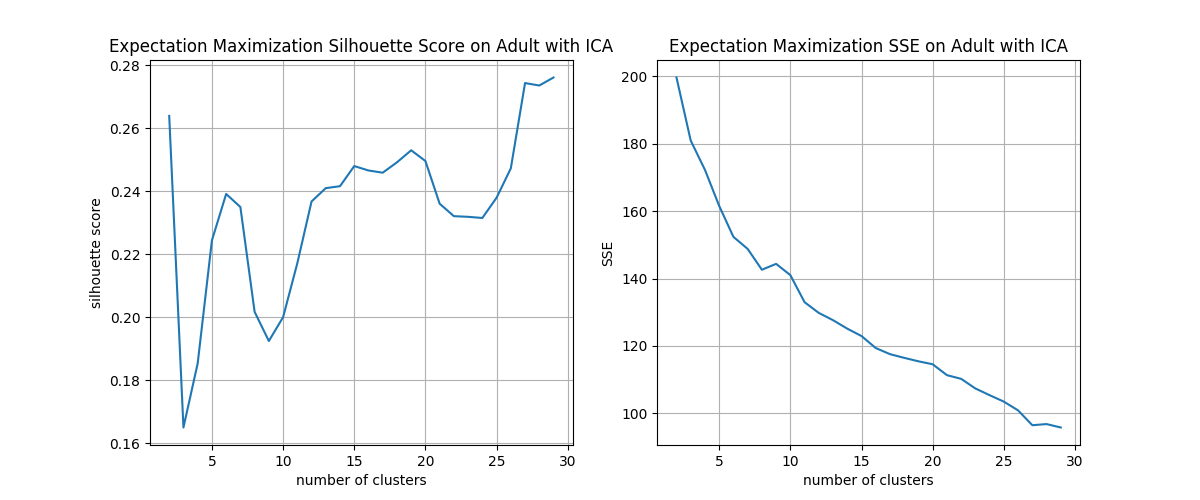 Expectation Maximization Silhouette Score on Adult with ICA
0.28
0.26
0.24
0.22
0.20
0.18
0.16
silhouette score
5 10 15 20 25 30
number of clusters
Expectation Maximization SSE on Adult with ICA
200
180
160
140
120
100
SSE
5 10 15 20 25 30
number of clusters